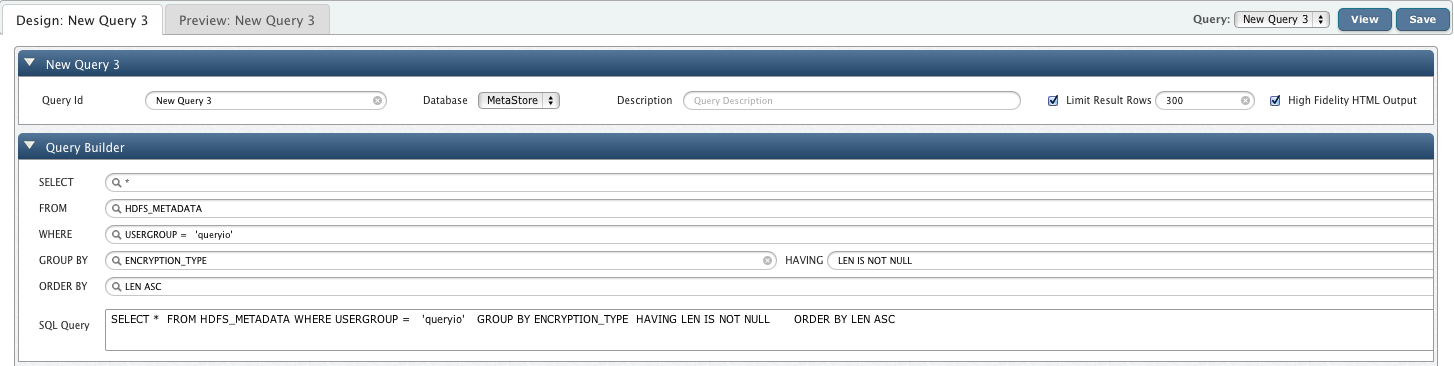 Design: New Query 3 Preview: New Query 3 Query: New Query 3 View Save
New Query 3
Query Id New Query 3 Database MetaStore Description Query Description Limit Result Rows 300 High Fidelity HTML Output
Query Builder
SELECT *
FROM HDFS_METADATA
WHERE USERGROUP = 'queryio'
GROUP BY ENCRYPTION_TYPE HAVING LEN IS NOT NULL
ORDER BY LEN ASC
SQL Query SELECT * FROM HDFS_METADATA WHERE USERGROUP = 'queryio' GROUP BY ENCRYPTION_TYPE HAVING LEN IS NOT NULL ORDER BY LEN ASC